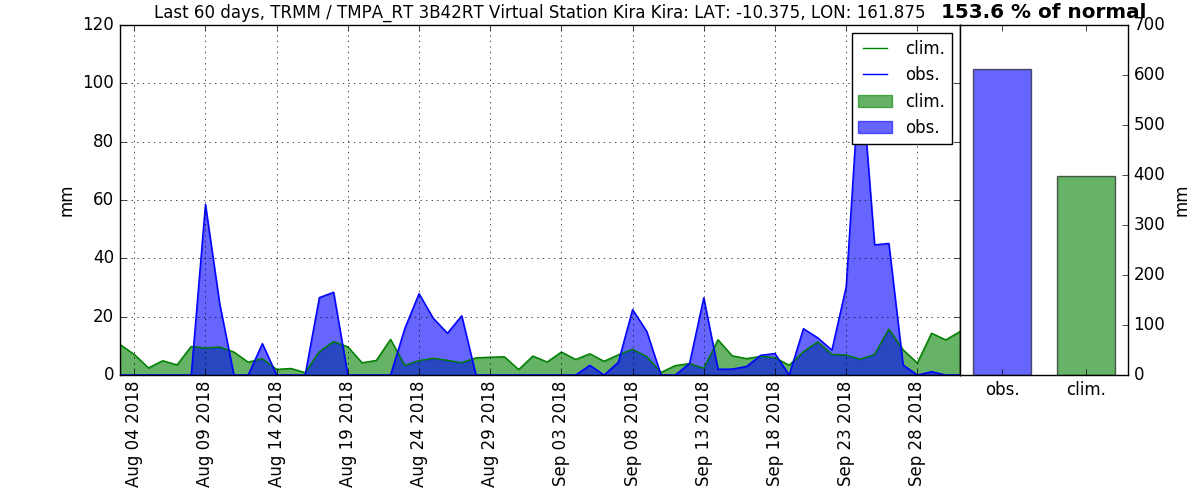 Last 60 days, TRMM / TMPA_RT 3B42RT Virtual Station Kira Kira: LAT: -10.375, LON: 161.875 153.6 % of normal
120
100
80
60
40
20
0
mm
clim.
obs.
clim.
obs.
Aug 04 2018
Aug 09 2018
Aug 14 2018
Aug 19 2018
Aug 24 2018
Aug 29 2018
Sep 03 2018
Sep 08 2018
Sep 13 2018
Sep 18 2018
Sep 23 2018
Sep 28 2018
700
600
500
400
300
200
100
0
mm
obs.
clim.